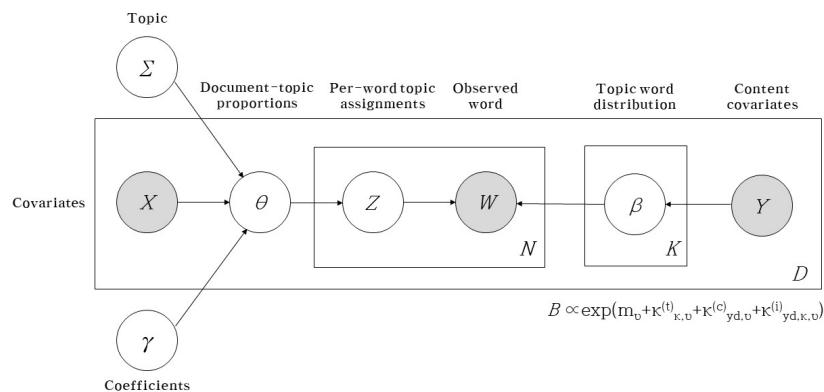 Topic
Σ
Document-topic
proportions
Per-word topic
assignments
Observed
word
Topic word
distribution
Content
covariates
Covariates
X
θ
Z
W
β
Y
N
K
D
B ∝exp(m_υ+κ^(t)_κ,υ+κ^(c)_yd,υ+κ^(i)_yd,κ,υ)
γ
Coefficients